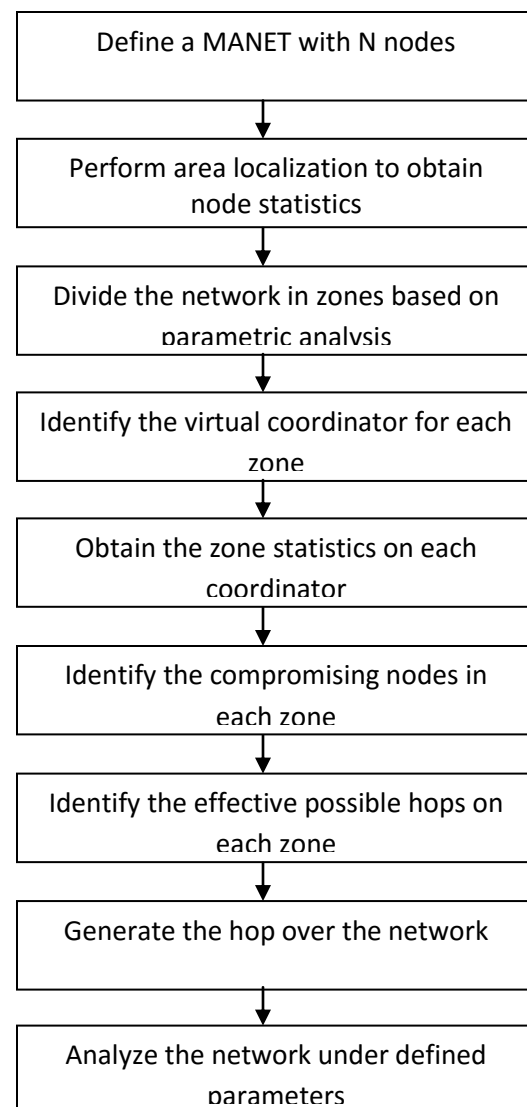 Define a MANET with N nodes
Perform area localization to obtain
node statistics
Divide the network in zones based on
parametric analysis
Identify the virtual coordinator for each
zone
Obtain the zone statistics on each
coordinator
Identify the compromising nodes in
each zone
Identify the effective possible hops on
each zone
Generate the hop over the network
Analyze the network under defined
parameters